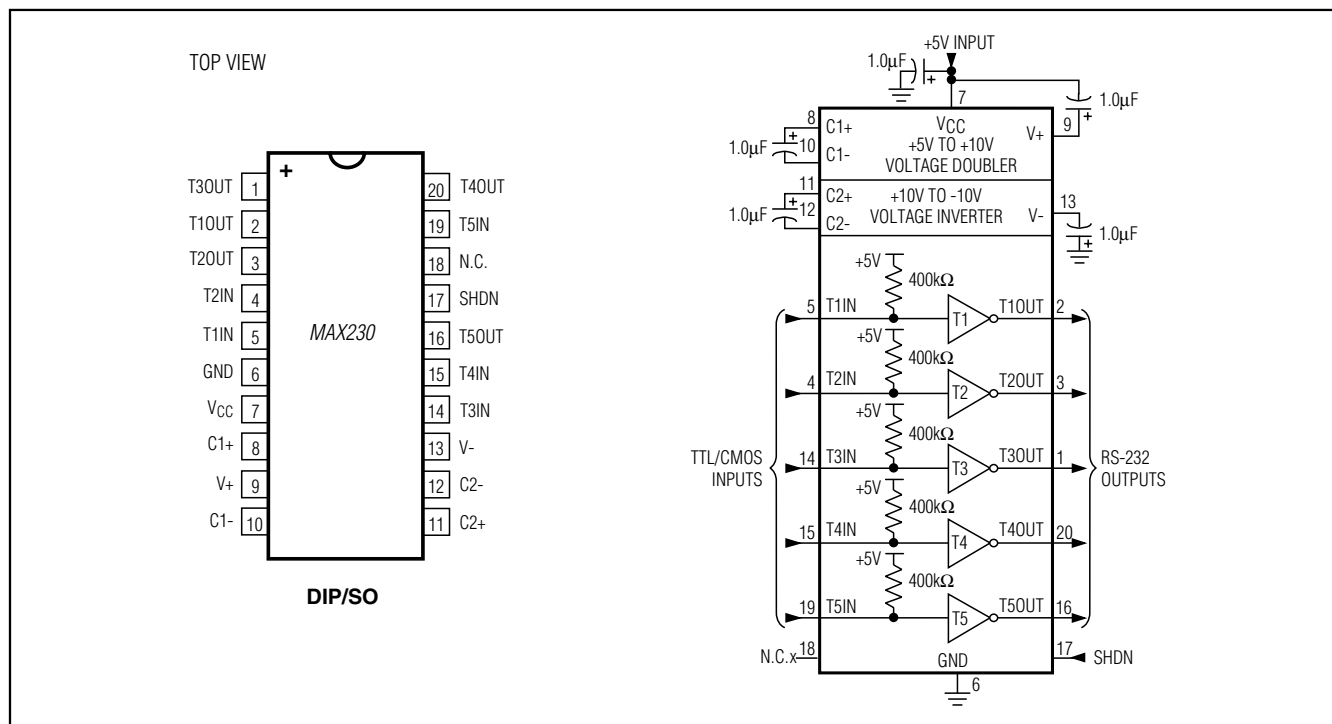 TOP VIEW
+
MAX230
T3OUT 1
T1OUT 2
T2OUT 3
T2IN 4
T1IN 5
GND 6
VCC 7
C1+ 8
V+ 9
C1- 10
20 T4OUT
19 T5IN
18 N.C.
17 SHDN
16 T5OUT
15 T4IN
14 T3IN
13 V-
12 C2-
11 C2+
DIP/SO
+5V INPUT
1.0µF
+
7
1.0µF
+
8 C1+
1.0µF
+
10 C1-
VCC
+5V TO +10V
VOLTAGE DOUBLER
V+ 9
11 C2+
1.0µF
+
12 C2-
+10V TO -10V
VOLTAGE INVERTER
V- 13
1.0µF
+
TTL/CMOS
INPUTS
+5V
400kΩ
5 T1IN T1 T1OUT 2
+5V
400kΩ
4 T2IN T2 T2OUT 3
+5V
400kΩ
14 T3IN T3 T3OUT 1
+5V
400kΩ
15 T4IN T4 T4OUT 20
+5V
400kΩ
19 T5IN T5 T5OUT 16
RS-232
OUTPUTS
N.C.x 18
GND
6
17 SHDN